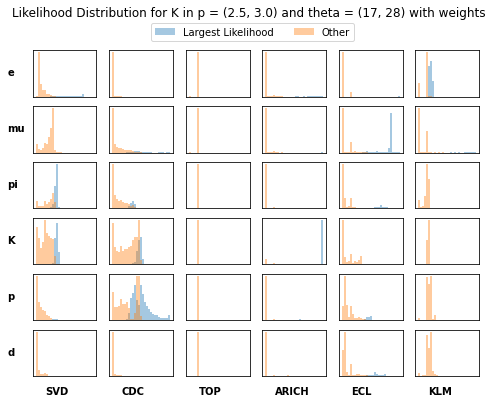 Likelihood Distribution for K in p = (2.5, 3.0) and theta = (17, 28) with weights
Largest Likelihood Other
e
mu
pi
K
p
d
SVD CDC TOP ARICH ECL KLM